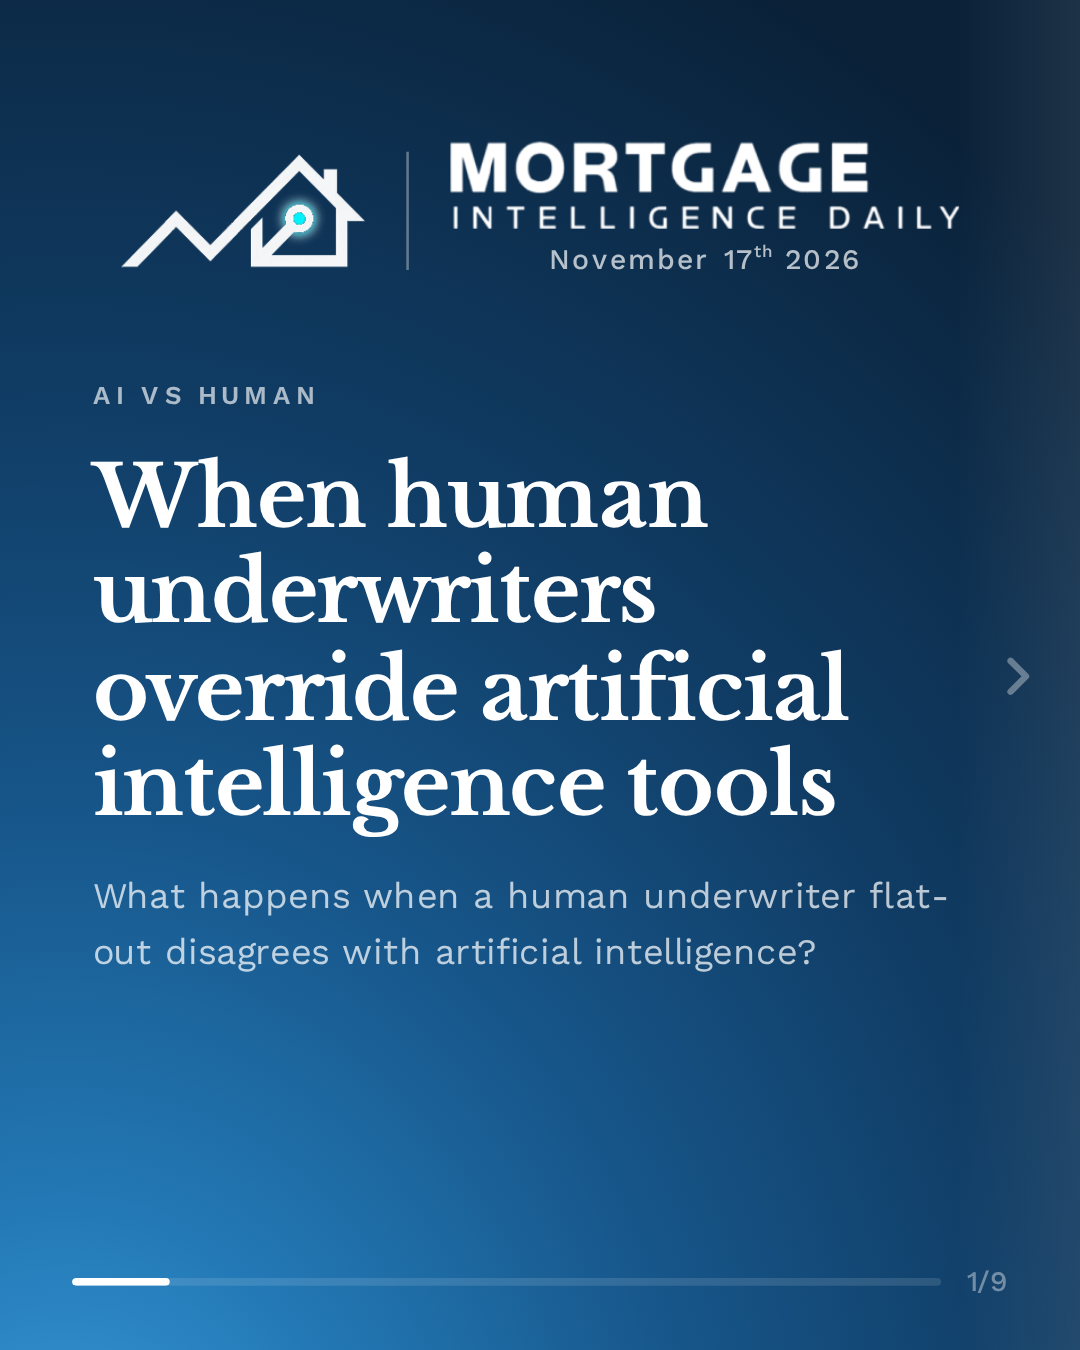 MORTGAGE
INTELLIGENCE DAILY
November 17th 2026
AI VS HUMAN
When human
underwriters
override artificial
intelligence tools
What happens when a human underwriter flat-
out disagrees with artificial intelligence?
1/9